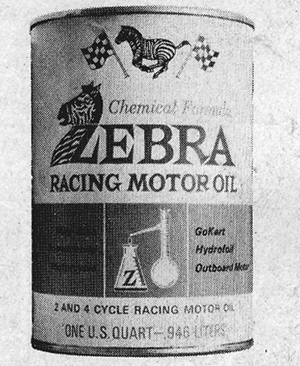 Chemical Formula
ZEBRA
RACING MOTOR OIL
GoKart
Hydrofoil
Outboard Motor
Z
2 AND 4 CYCLE RACING MOTOR OIL
ONE U.S. QUART—.946 LITERS